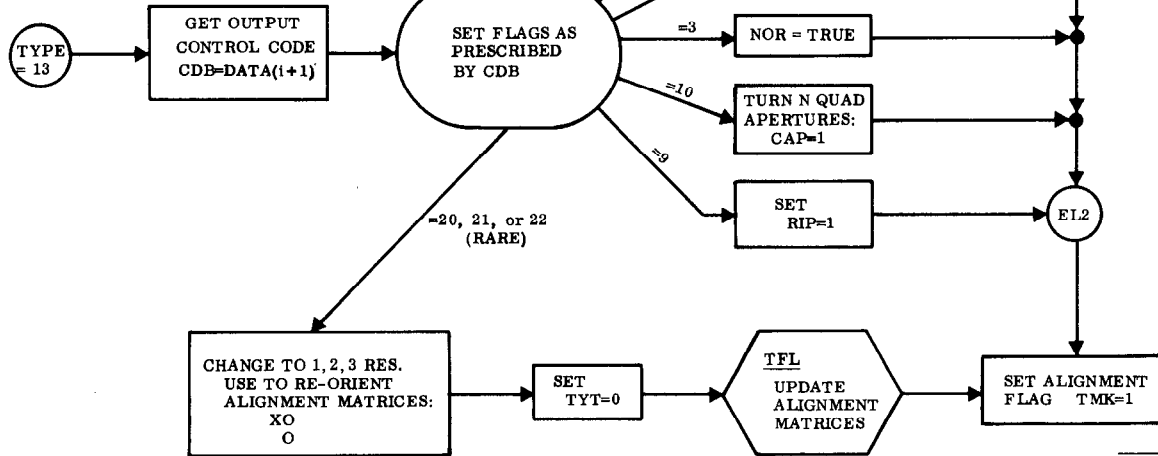 TYPE
= 13
GET OUTPUT
CONTROL CODE
CDB=DATA(i+1)
SET FLAGS AS
PRESCRIBED
BY CDB
=3
NOR = TRUE
=10
TURN N QUAD
APERTURES:
CAP=1
=9
SET
RIP=1
EL2
=20, 21, or 22
(RARE)
CHANGE TO 1, 2, 3 RES.
USE TO RE-ORIENT
ALIGNMENT MATRICES:
XO
O
SET
TYT=0
TFL
UPDATE
ALIGNMENT
MATRICES
SET ALIGNMENT
FLAG TMK=1